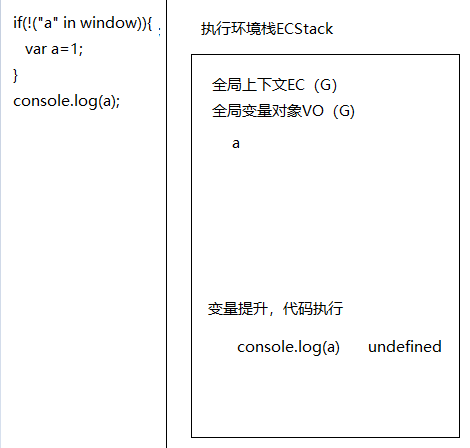 if(!("a" in window)){ ;
var a=1;
}
console.log(a);
执行环境栈ECStack
全局上下文EC（G）
全局变量对象VO（G）
a
变量提升，代码执行
console.log(a) undefined